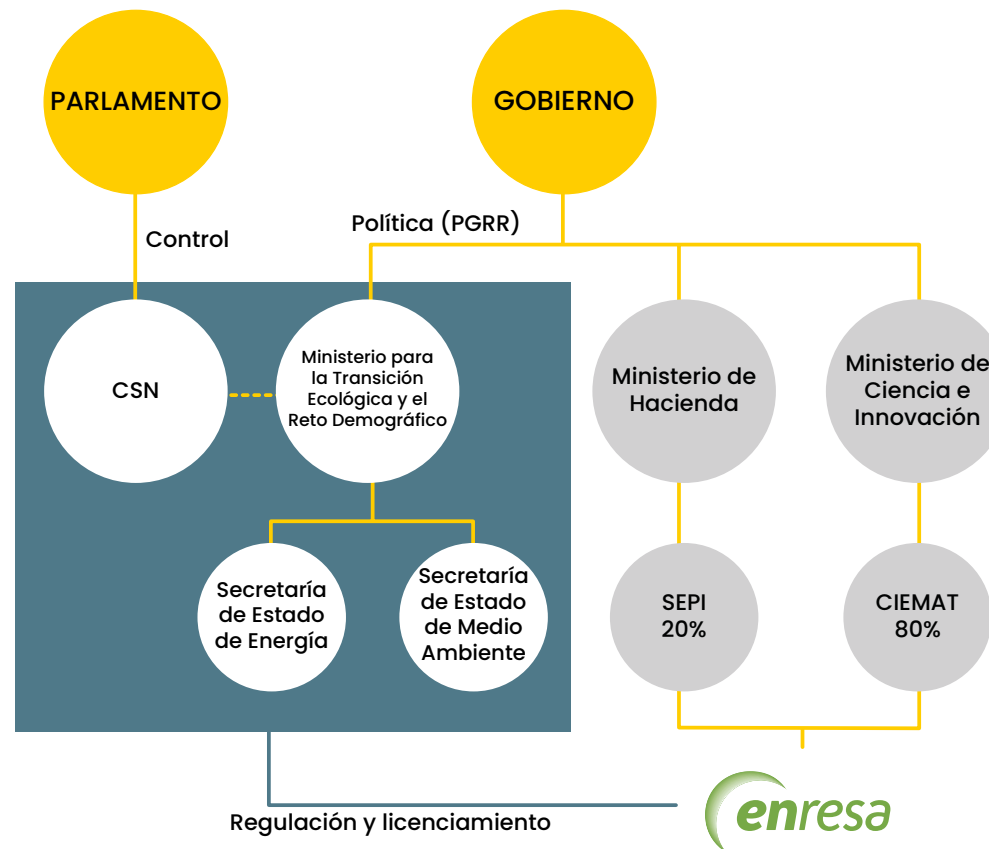 PARLAMENTO
GOBIERNO
Control
Política (PGRR)
CSN
Ministerio para
la Transición
Ecológica y el
Reto Demográfico
Ministerio de
Hacienda
Ministerio de
Ciencia e
Innovación
Secretaría
de Estado
de Energía
Secretaría
de Estado
de Medio
Ambiente
SEPI
20%
CIEMAT
80%
Regulación y licenciamiento
enresa